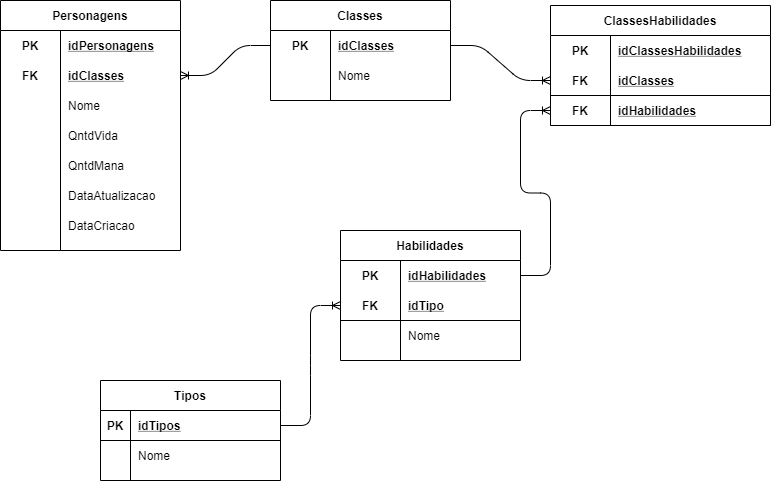 Personagens
PK idPersonagens
FK idClasses
Nome
QntdVida
QntdMana
DataAtualizacao
DataCriacao
Classes
PK idClasses
Nome
ClassesHabilidades
PK idClassesHabilidades
FK idClasses
FK idHabilidades
Habilidades
PK idHabilidades
FK idTipo
Nome
Tipos
PK idTipos
Nome